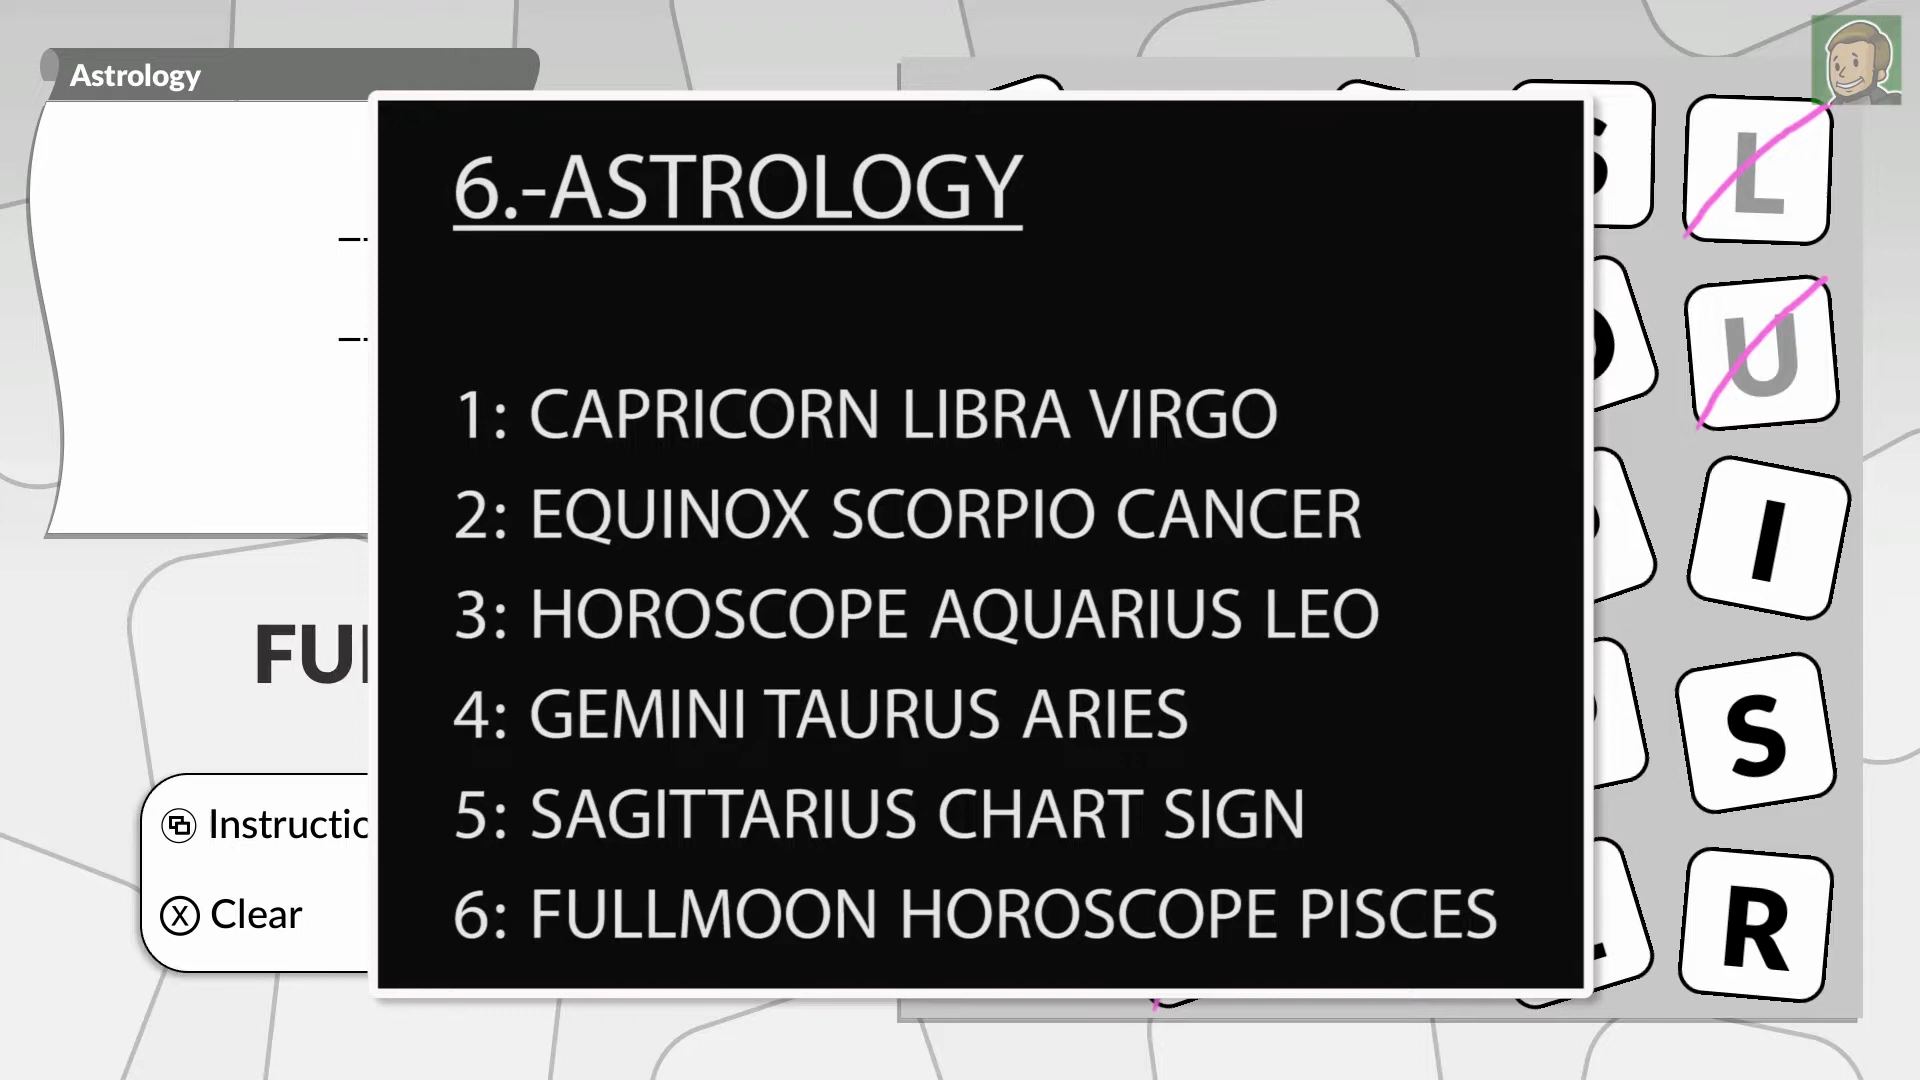 Astrology
6.-ASTROLOGY
1: CAPRICORN LIBRA VIRGO
2: EQUINOX SCORPIO CANCER
3: HOROSCOPE AQUARIUS LEO
4: GEMINI TAURUS ARIES
5: SAGITTARIUS CHART SIGN
6: FULLMOON HOROSCOPE PISCES
S L
U
I
S
R
FU
X Clear